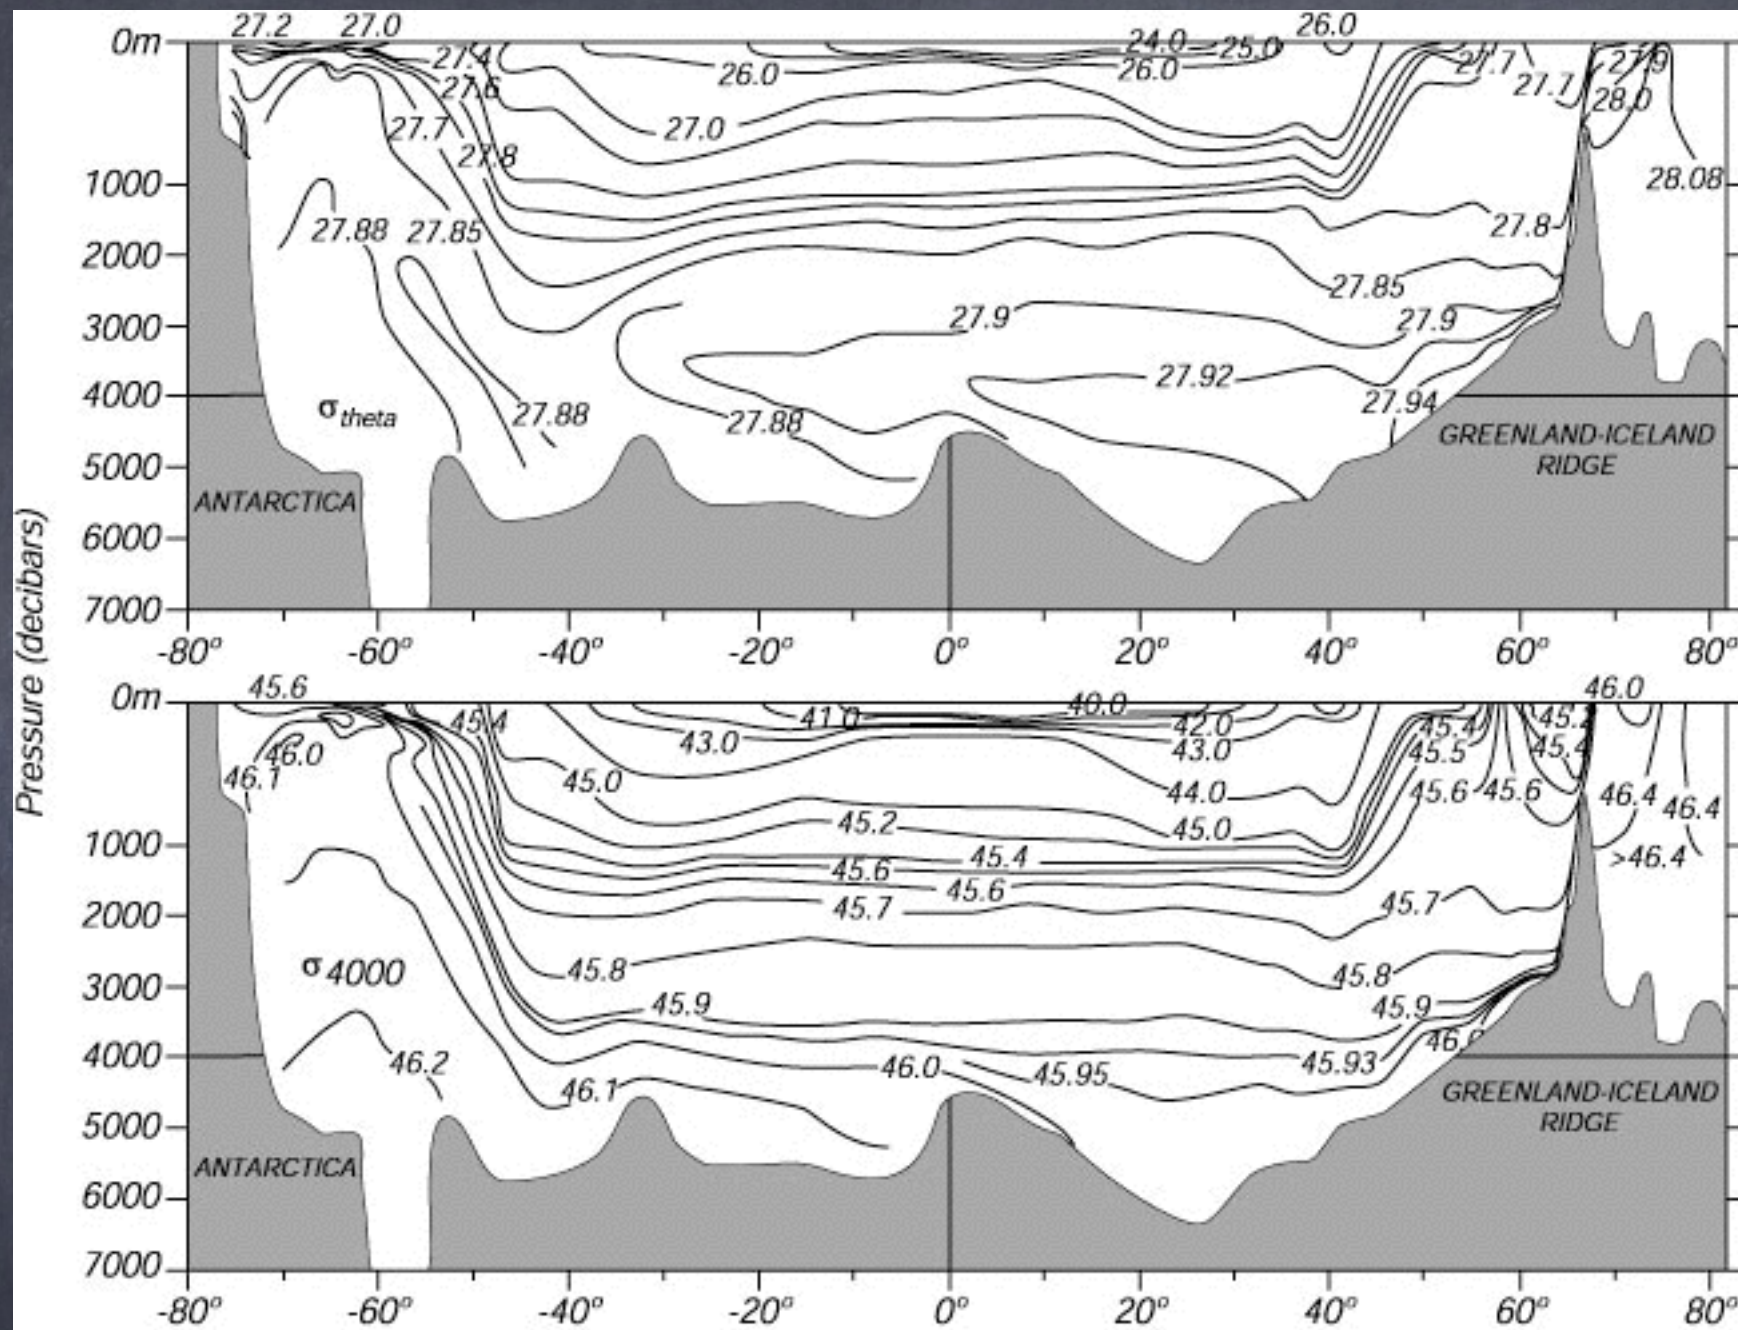 27.2 27.0 26.0
0m 27.4 24.0 25.0 27.7 27.9
26.0 26.0
27.6 27.7 28.0
27.7 27.0
27.8
1000 28.08
27.88 27.85 27.8
2000
27.85
3000 27.9 27.9
27.92
4000 27.94
σtheta 27.88 27.88
GREENLAND-ICELAND
RIDGE
5000
ANTARCTICA
6000
7000
-80° -60° -40° -20° 0° 20° 40° 60° 80°
Pressure (decibars)
45.6 46.0
0m 45.4 41.0 40.0 42.0 45.4
43.0 43.0 45.5 45.4
46.0
46.1 45.0 44.0 45.6 45.6 46.4 46.4
45.2 45.0
1000 45.4 >46.4
45.6 45.6
2000 45.7 45.7
σ4000 45.8 45.8
3000 45.9 45.9
4000 46.2 46.0 45.95 45.93
46.1
GREENLAND-ICELAND
RIDGE
5000
ANTARCTICA
6000
7000
-80° -60° -40° -20° 0° 20° 40° 60° 80°